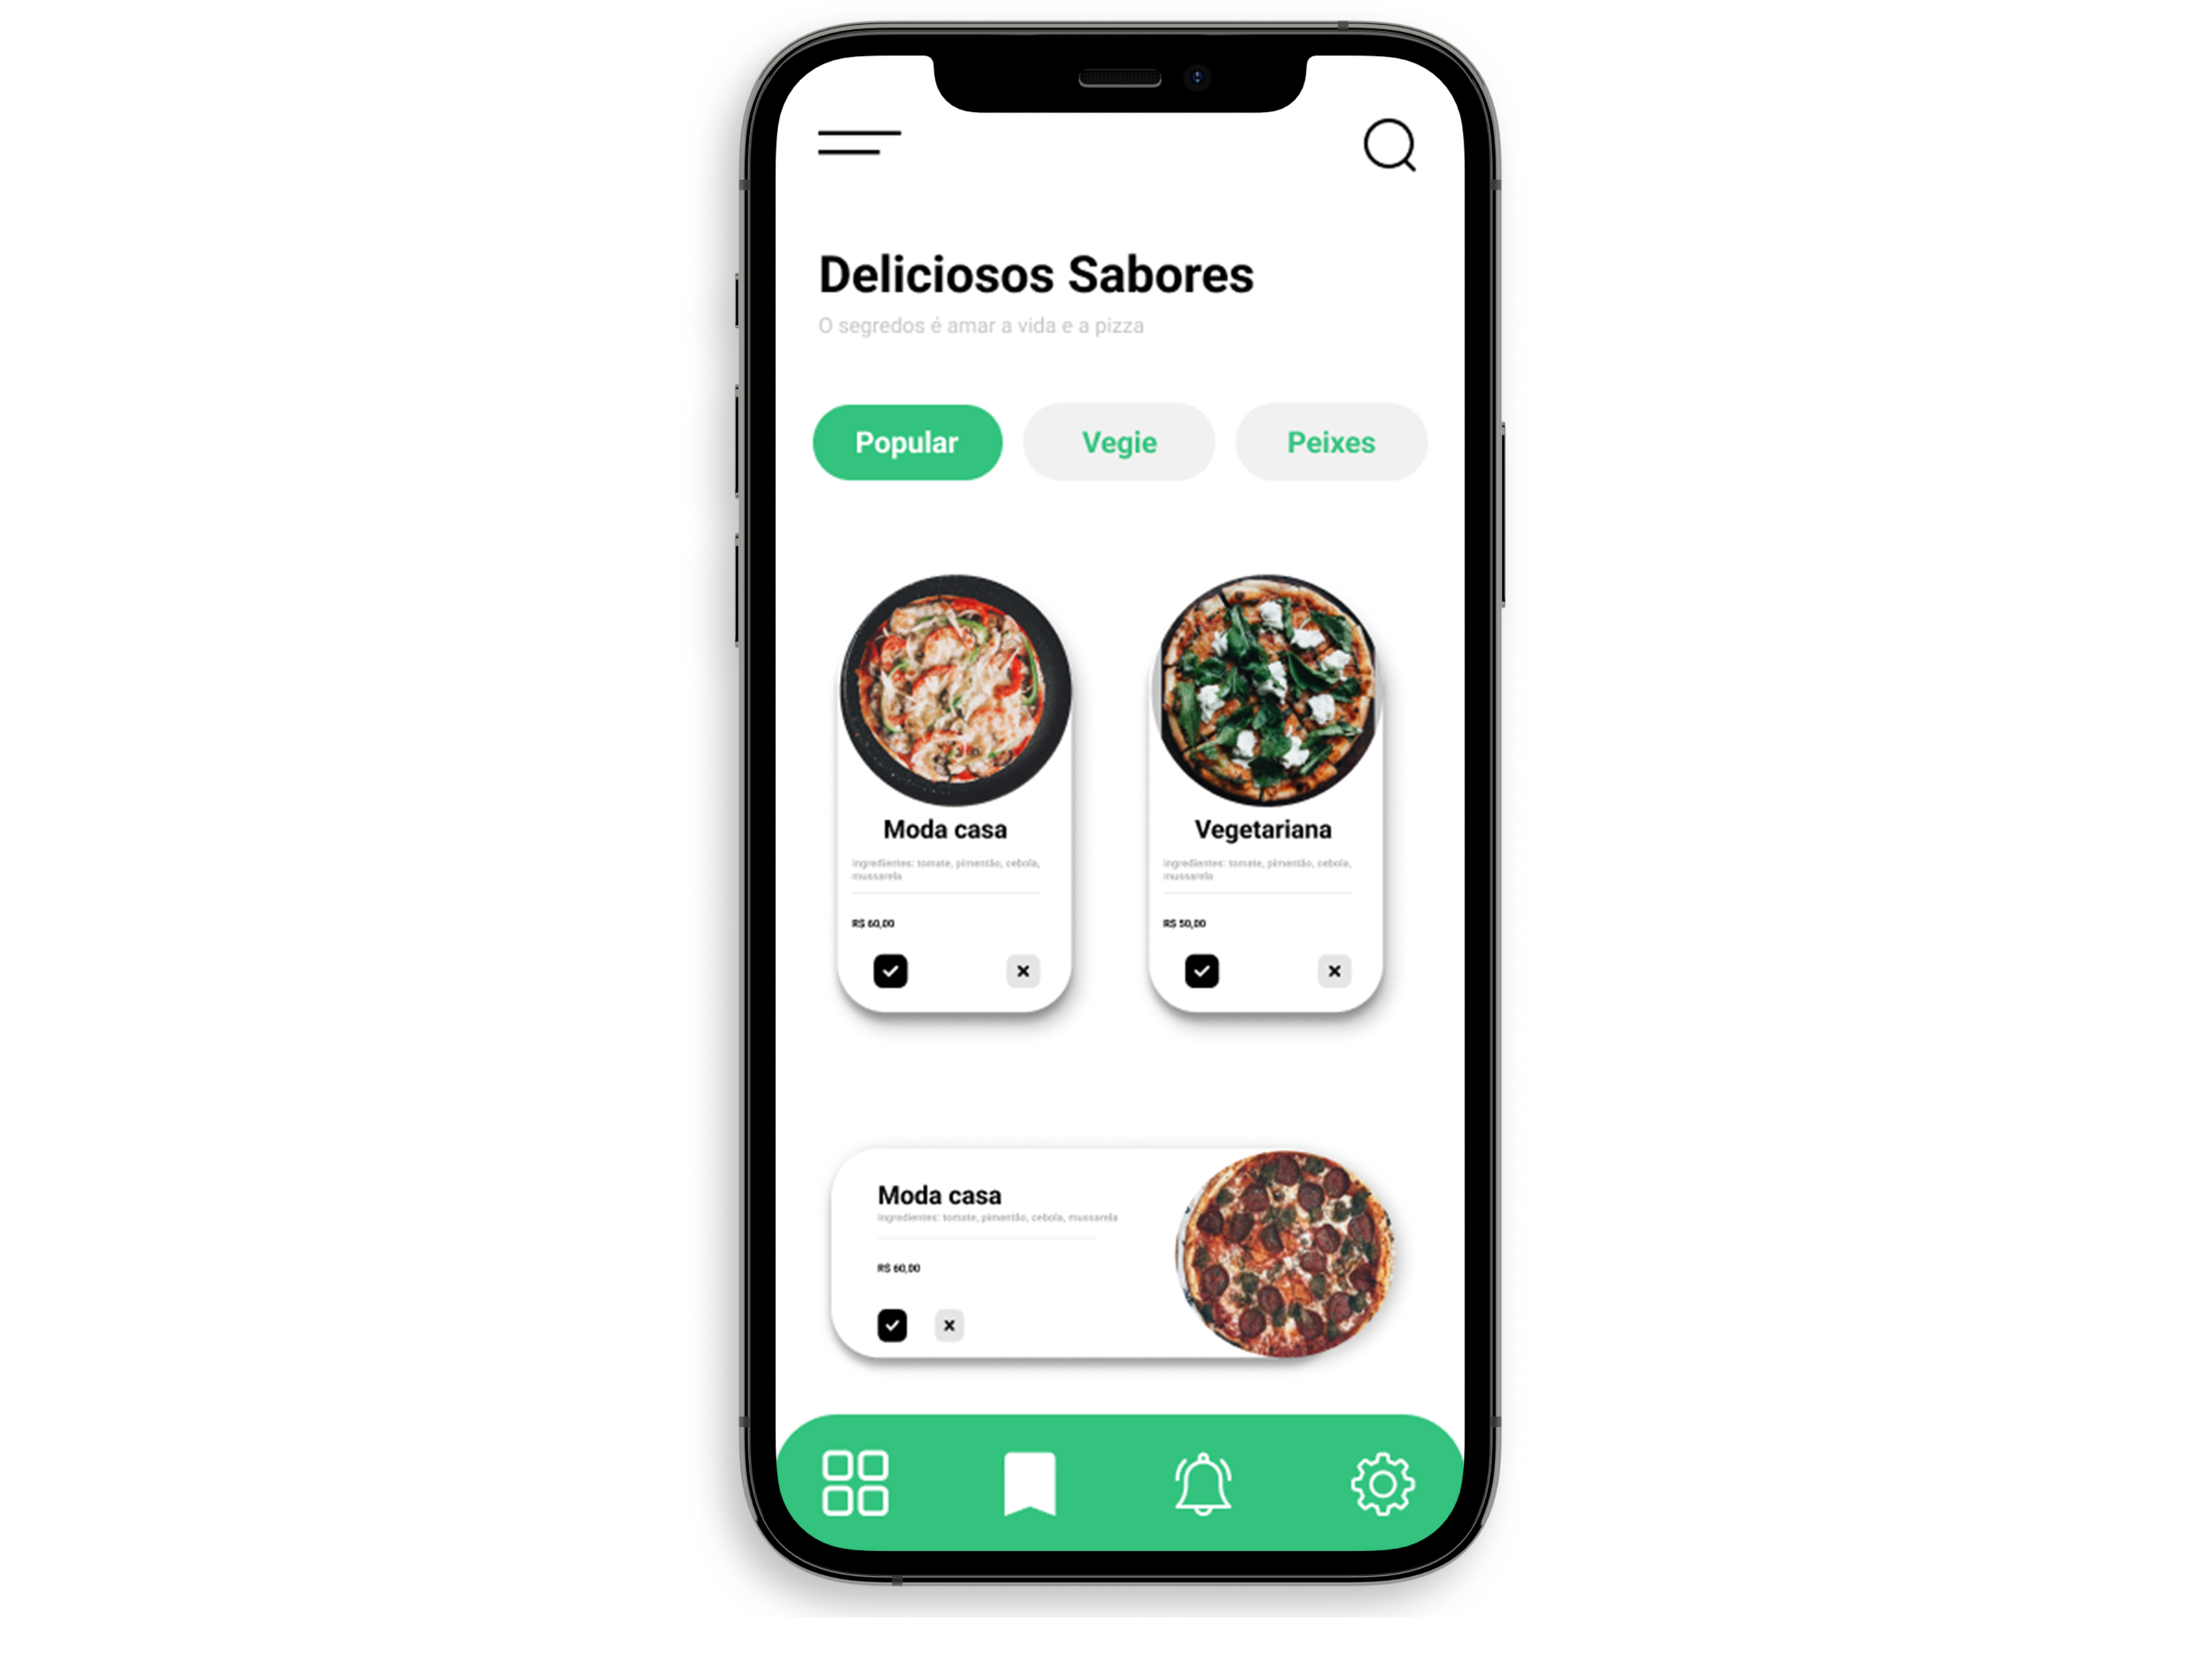 Deliciosos Sabores
O segredos é amar a vida e a pizza
Popular
Vegie
Peixes
Moda casa
Ingredientes: tomate, pimentão, cebola,
mussarela
R$ 60,00
Vegetariana
Ingredientes: tomate, pimentão, cebola,
mussarela
R$ 50,00
Moda casa
Ingredientes: tomate, pimentão, cebola, mussarela
R$ 60,00